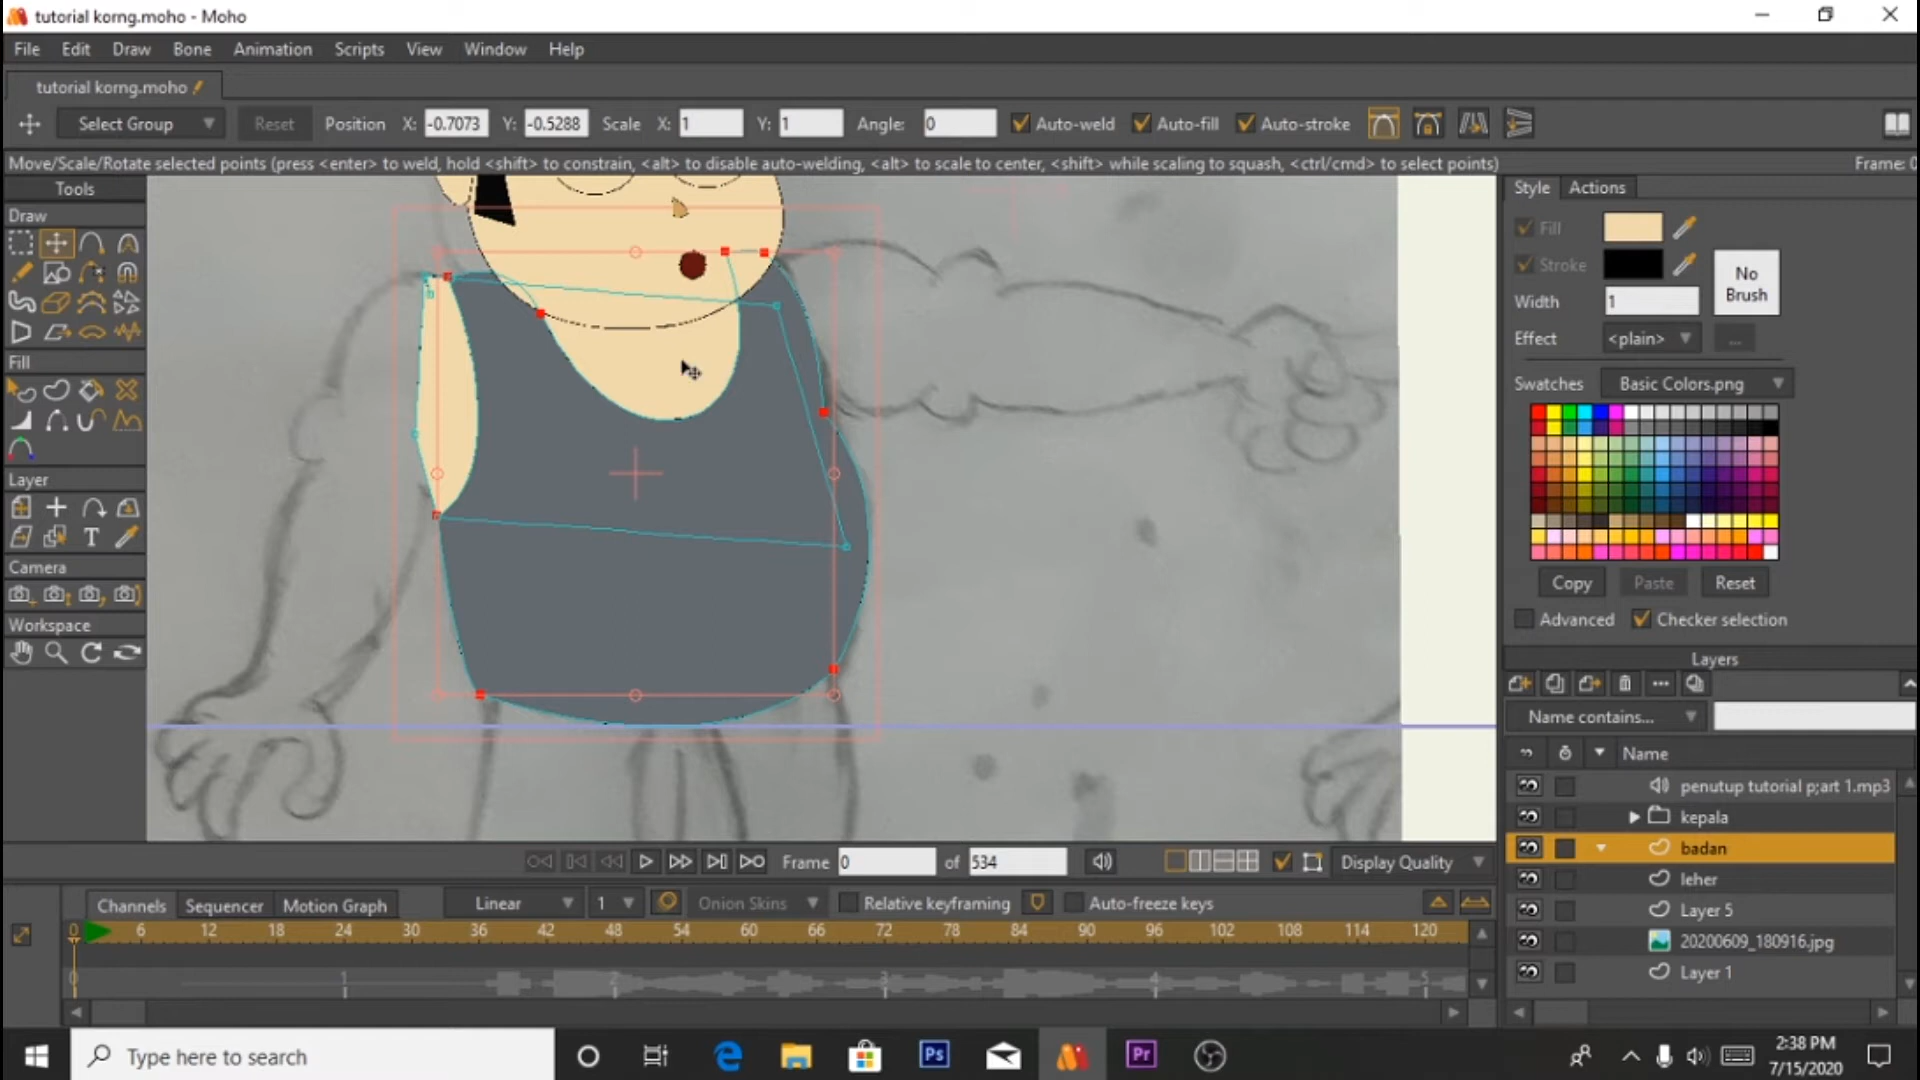 tutorial korng.moho - Moho
File Edit Draw Bone Animation Scripts View Window Help
tutorial korng.moho
Select Group Reset Position X: -0.7073 Y: -0.5288 Scale X: 1 Y: 1 Angle: 0 Auto-weld Auto-fill Auto-stroke
Move/Scale/Rotate selected points (press <enter> to weld, hold <shift> to constrain, <alt> to disable auto-welding, <alt> to scale to center, <shift> while scaling to squash, <ctrl/cmd> to select points) Frame: 0
Tools
Draw
Fill
Layer
T
Camera
Workspace
Style Actions
Fill
Stroke
No
Brush
Width 1
Effect <plain> ...
Swatches Basic Colors.png
Copy Paste Reset
Advanced Checker selection
Layers
Name contains...
Name
penutup tutorial p;art 1.mp3
kepala
badan
leher
Layer 5
20200609_180916.jpg
Layer 1
Frame 0 of 534 Display Quality
Channels Sequencer Motion Graph Linear 1 Onion Skins Relative keyframing Auto-freeze keys
0 6 12 18 24 30 36 42 48 54 60 66 72 78 84 90 96 102 108 114 120
0 1 2 3 4 5
Type here to search
Ps
Pr
2:38 PM
7/15/2020